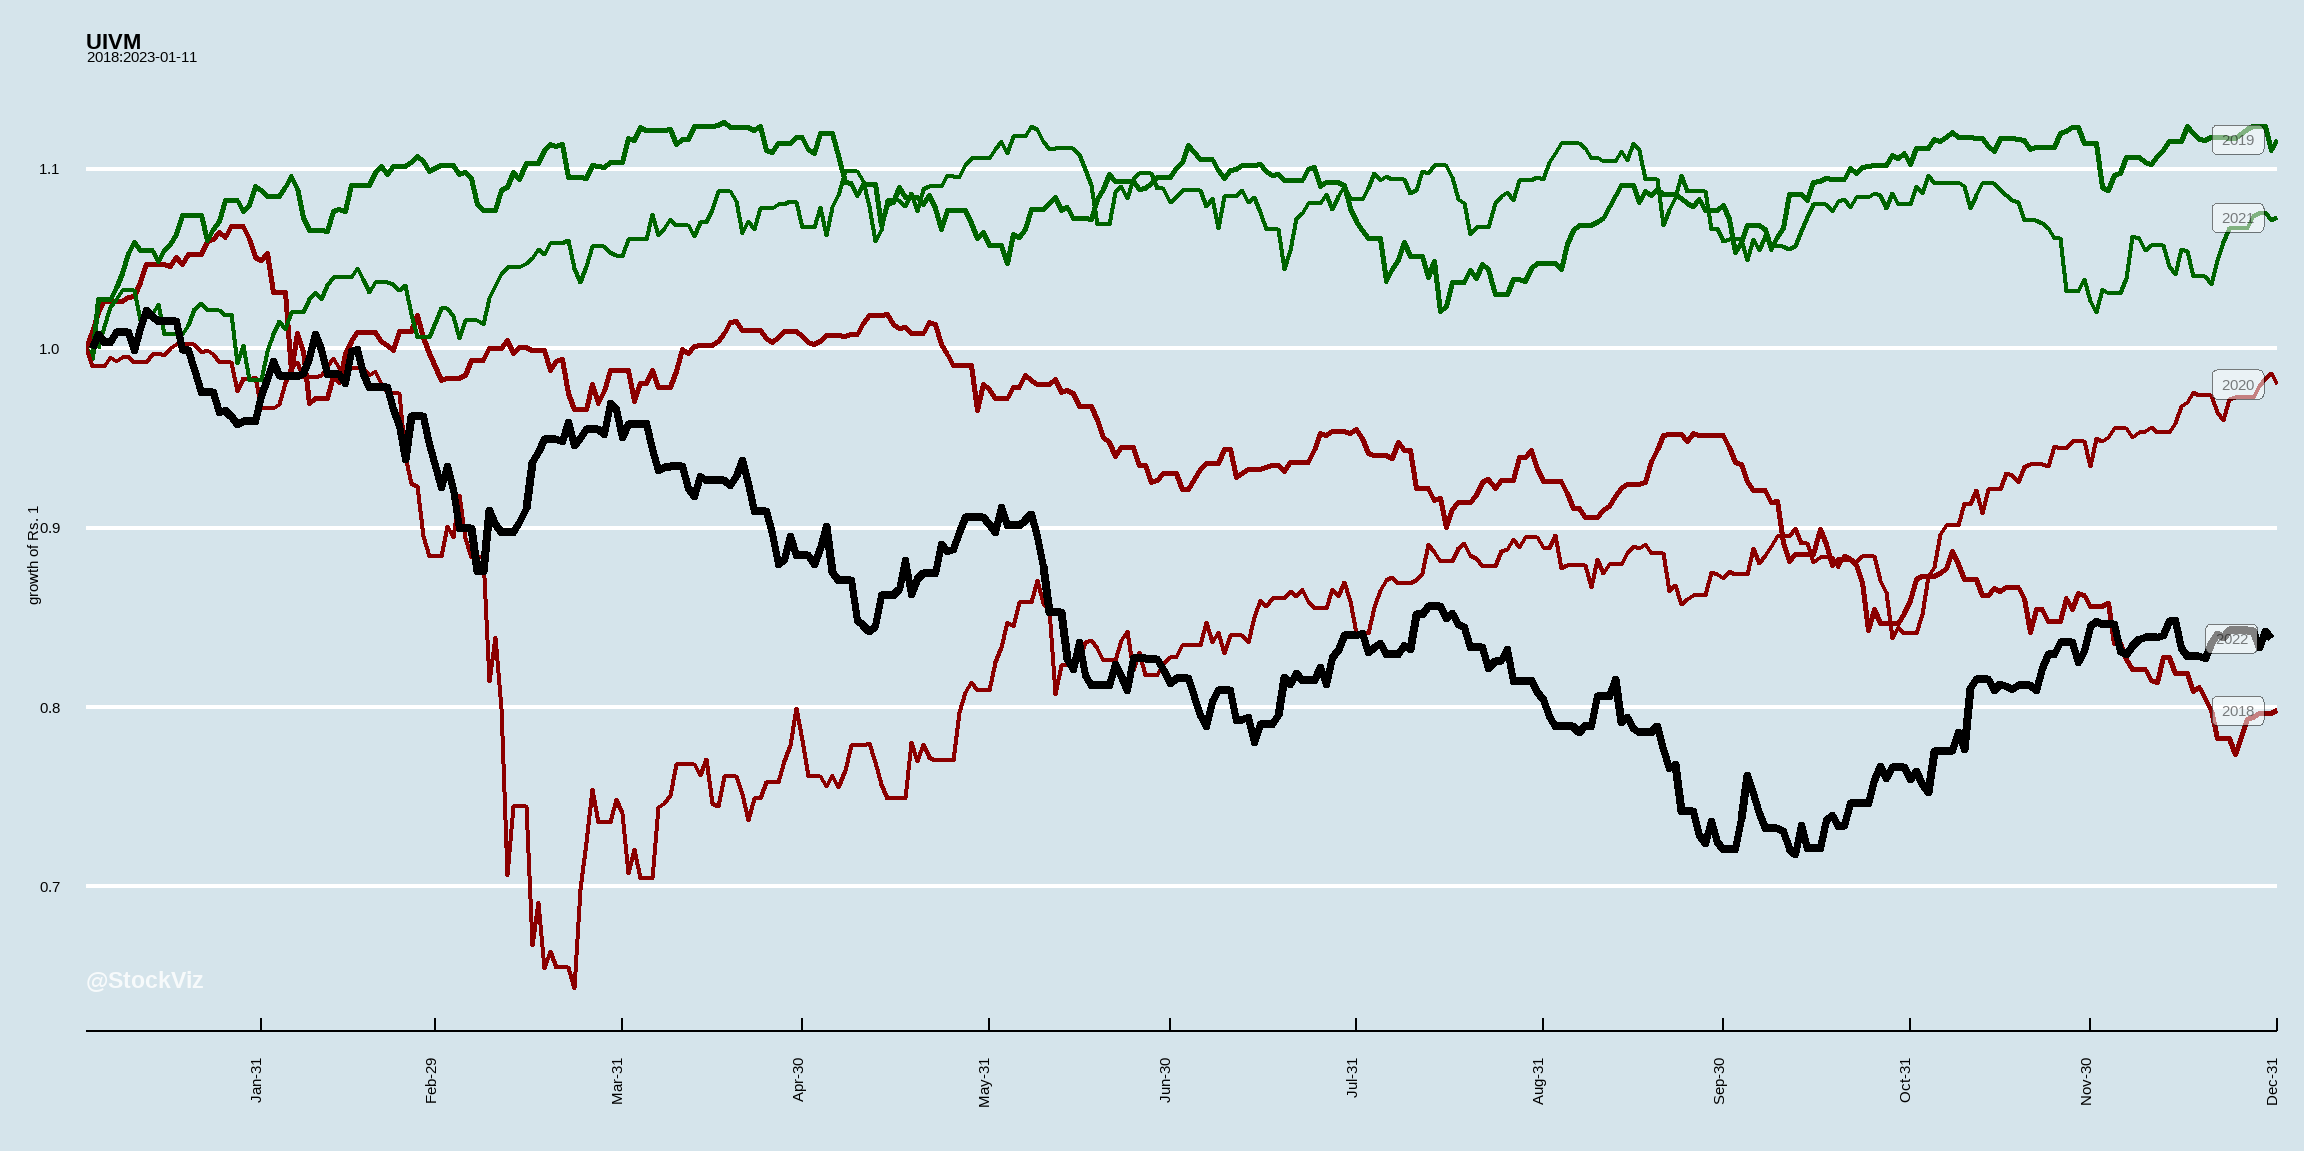 UIVM
2018:2023-01-11
1.1
1.0
0.9
0.8
0.7
growth of Rs. 1
2019
2021
2020
2022
2018
@StockViz
Jan-31
Feb-29
Mar-31
Apr-30
May-31
Jun-30
Jul-31
Aug-31
Sep-30
Oct-31
Nov-30
Dec-31